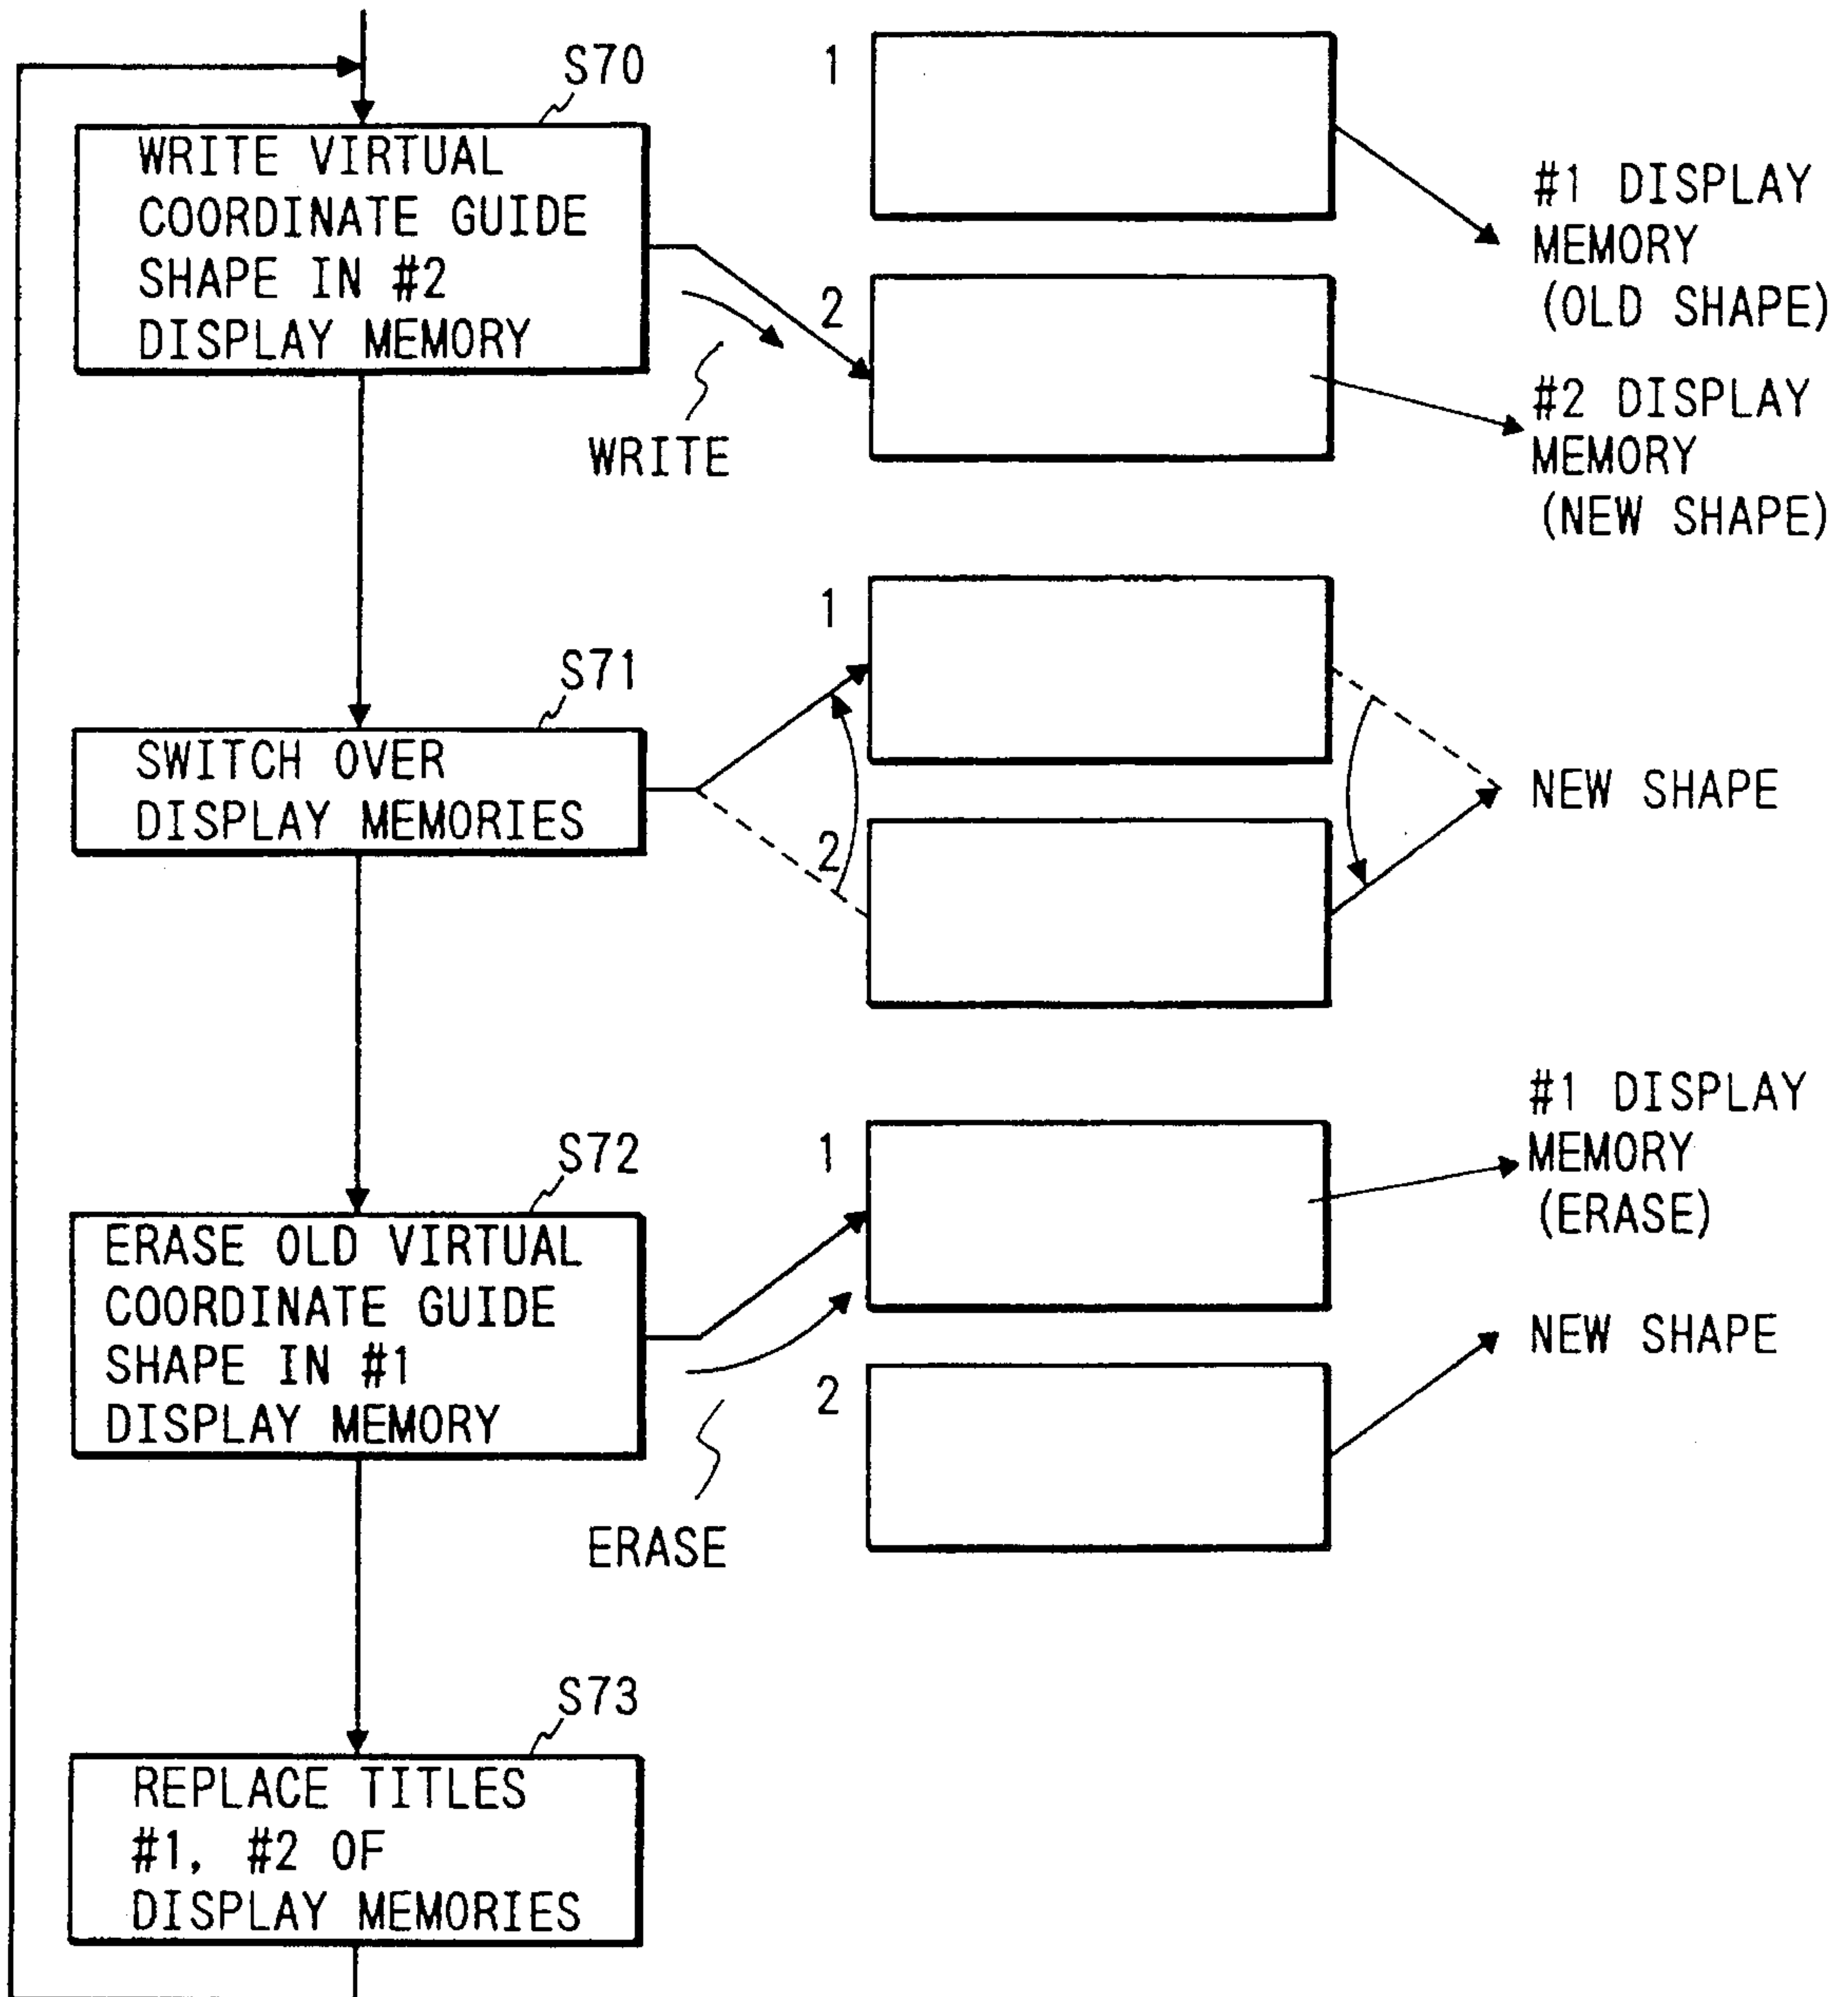 S70
WRITE VIRTUAL
COORDINATE GUIDE
SHAPE IN #2
DISPLAY MEMORY
WRITE
1
2
#1 DISPLAY
MEMORY
(OLD SHAPE)
#2 DISPLAY
MEMORY
(NEW SHAPE)
S71
SWITCH OVER
DISPLAY MEMORIES
1
2
NEW SHAPE
S72
ERASE OLD VIRTUAL
COORDINATE GUIDE
SHAPE IN #1
DISPLAY MEMORY
ERASE
1
2
#1 DISPLAY
MEMORY
(ERASE)
NEW SHAPE
S73
REPLACE TITLES
#1, #2 OF
DISPLAY MEMORIES